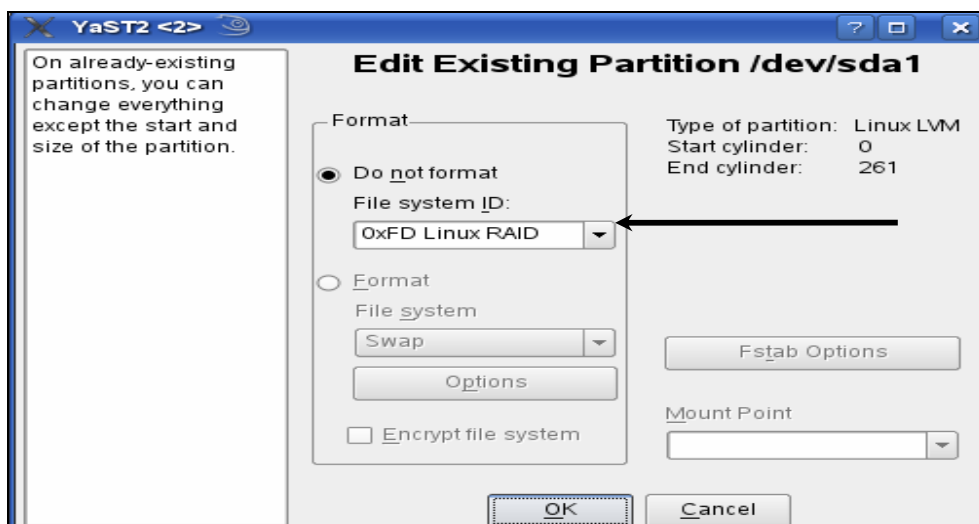 YaST2 <2>
On already-existing
partitions, you can
change everything
except the start and
size of the partition.
Edit Existing Partition /dev/sda1
Format
Do not format
File system ID:
0xFD Linux RAID
Format
File system
Swap
Options
Encrypt file system
Type of partition: Linux LVM
Start cylinder: 0
End cylinder: 261
Fstab Options
Mount Point
OK
Cancel